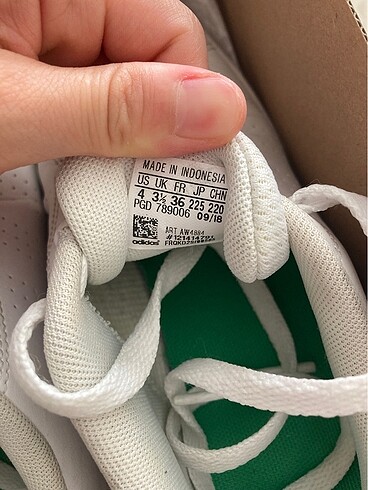 MADE IN INDONESIA
US UK FR JP CHN
4 3½ 36 225 220
PGD 789006 09/18
ART AW4884
adidas